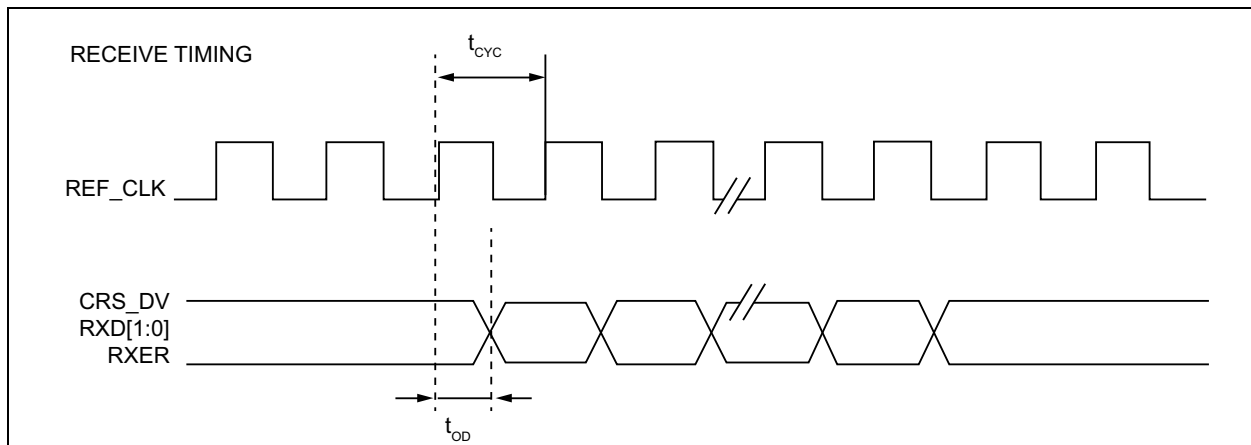 RECEIVE TIMING
tCYC
REF_CLK
CRS_DV
RXD[1:0]
RXER
tOD